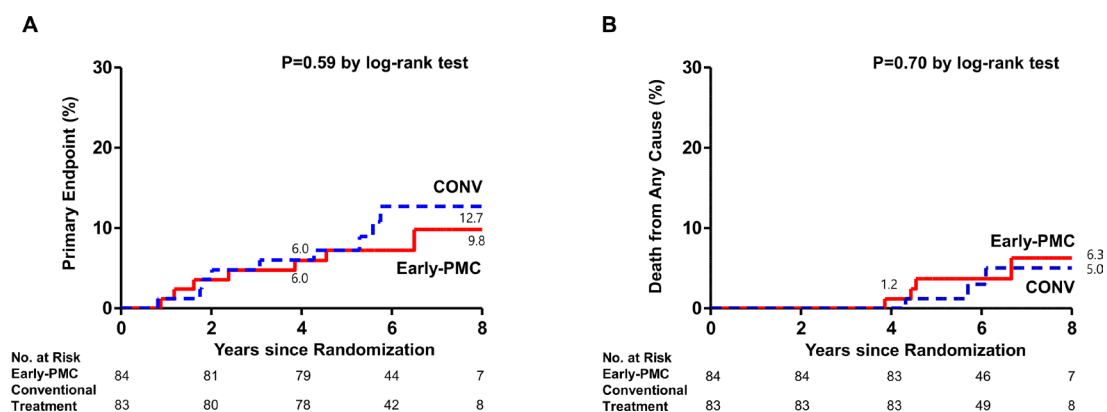 A
P=0.59 by log-rank test
Primary Endpoint (%)
30
20
10
0
CONV
12.7
9.8
6.0
6.0
Early-PMC
0 2 4 6 8
Years since Randomization
No. at Risk
Early-PMC 84 81 79 44 7
Conventional
Treatment 83 80 78 42 8
B
P=0.70 by log-rank test
Death from Any Cause (%)
30
20
10
0
Early-PMC
6.3
5.0
1.2
CONV
0 2 4 6 8
Years since Randomization
No. at Risk
Early-PMC 84 84 83 46 7
Conventional
Treatment 83 83 83 49 8